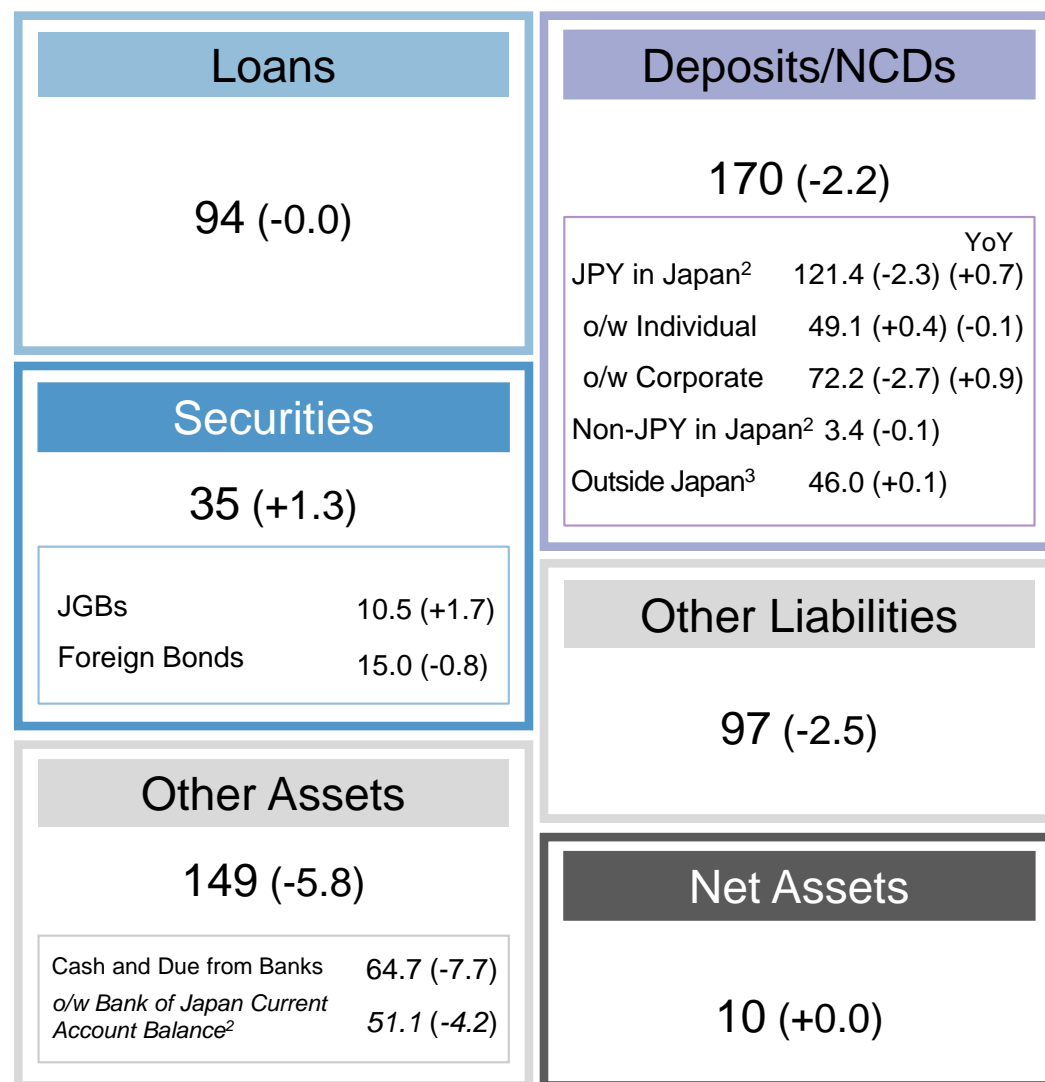 Loans
94 (-0.0)
Securities
35 (+1.3)
JGBs 10.5 (+1.7)
Foreign Bonds 15.0 (-0.8)
Other Assets
149 (-5.8)
Cash and Due from Banks 64.7 (-7.7)
o/w Bank of Japan Current
Account Balance² 51.1 (-4.2)
Deposits/NCDs
170 (-2.2)
YoY
JPY in Japan² 121.4 (-2.3) (+0.7)
o/w Individual 49.1 (+0.4) (-0.1)
o/w Corporate 72.2 (-2.7) (+0.9)
Non-JPY in Japan² 3.4 (-0.1)
Outside Japan³ 46.0 (+0.1)
Other Liabilities
97 (-2.5)
Net Assets
10 (+0.0)